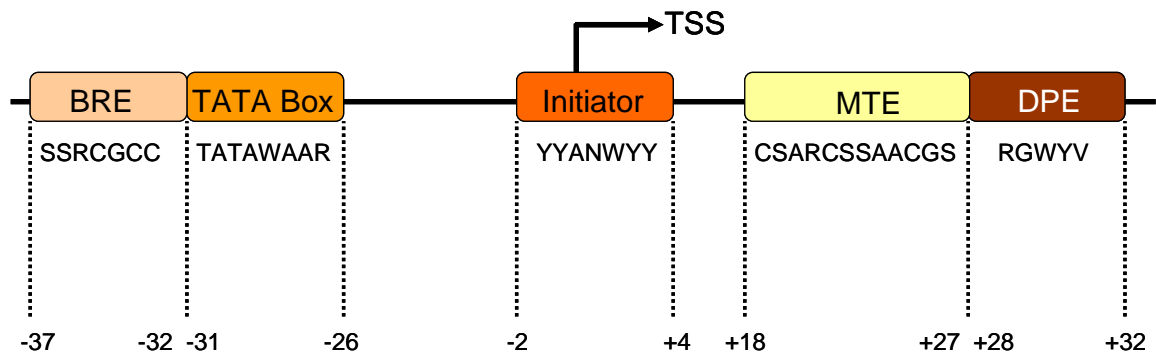 TSS
BRE TATA Box Initiator MTE DPE
SSRCGCC TATAWAAR YYANWYY CSARCSSAACGS RGWYV
-37 -32 -31 -26 -2 +4 +18 +27 +28 +32